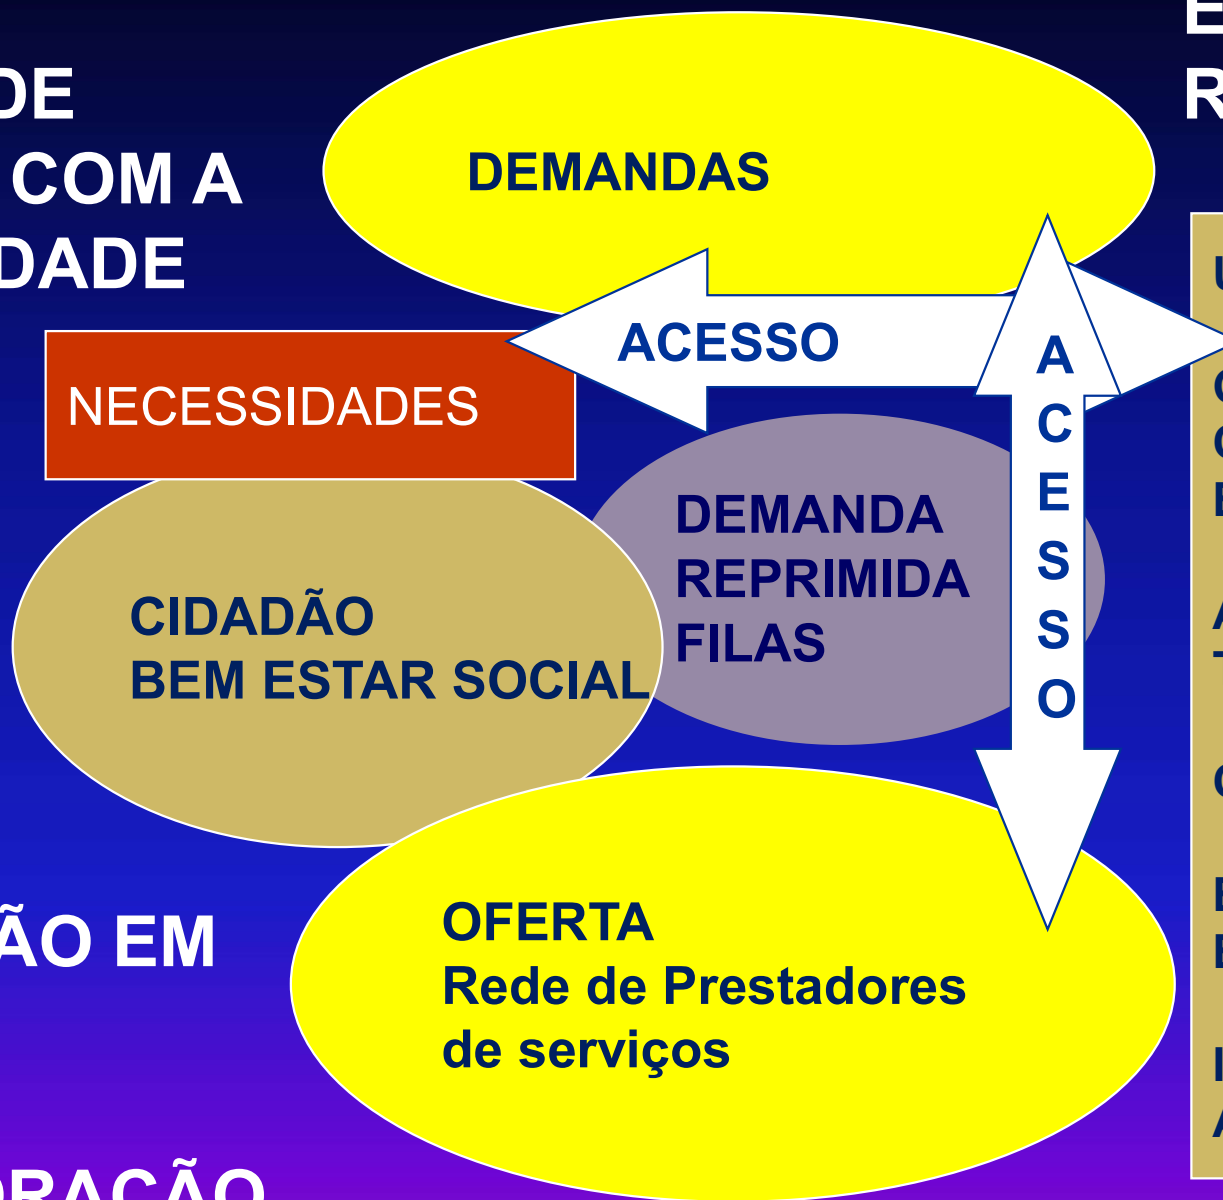 DE
COM A
DADE
DEMANDAS
ACESSO
NECESSIDADES
DEMANDA
REPRIMIDA
FILAS
A
C
E
S
S
O
CIDADÃO
BEM ESTAR SOCIAL
ÃO EM
OFERTA
Rede de Prestadores
de serviços
ORAÇÃO